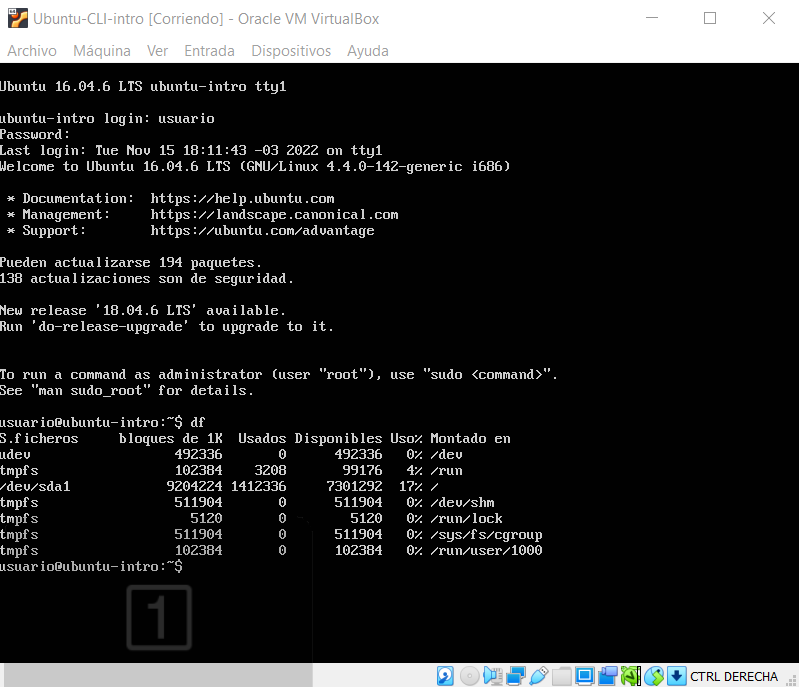 Ubuntu-CLI-intro [Corriendo] - Oracle VM VirtualBox
Archivo Máquina Ver Entrada Dispositivos Ayuda
Ubuntu 16.04.6 LTS ubuntu-intro tty1
ubuntu-intro login: usuario
Password:
Last login: Tue Nov 15 18:11:43 -03 2022 on tty1
Welcome to Ubuntu 16.04.6 LTS (GNU/Linux 4.4.0-142-generic i686)
* Documentation: https://help.ubuntu.com
* Management: https://landscape.canonical.com
* Support: https://ubuntu.com/advantage
Pueden actualizarse 194 paquetes.
138 actualizaciones son de seguridad.
New release '18.04.6 LTS' available.
Run 'do-release-upgrade' to upgrade to it.
To run a command as administrator (user "root"), use "sudo <command>".
See "man sudo_root" for details.
usuario@ubuntu-intro:~$ df
S.ficheros bloques de 1K Usados Disponibles Uso% Montado en
udev 492336 0 492336 0% /dev
tmpfs 102384 3208 99176 4% /run
/dev/sda1 9204224 1412336 7301292 17% /
tmpfs 511904 0 511904 0% /dev/shm
tmpfs 5120 0 5120 0% /run/lock
tmpfs 511904 0 511904 0% /sys/fs/cgroup
tmpfs 102384 0 102384 0% /run/user/1000
usuario@ubuntu-intro:~$
1
CTRL DERECHA